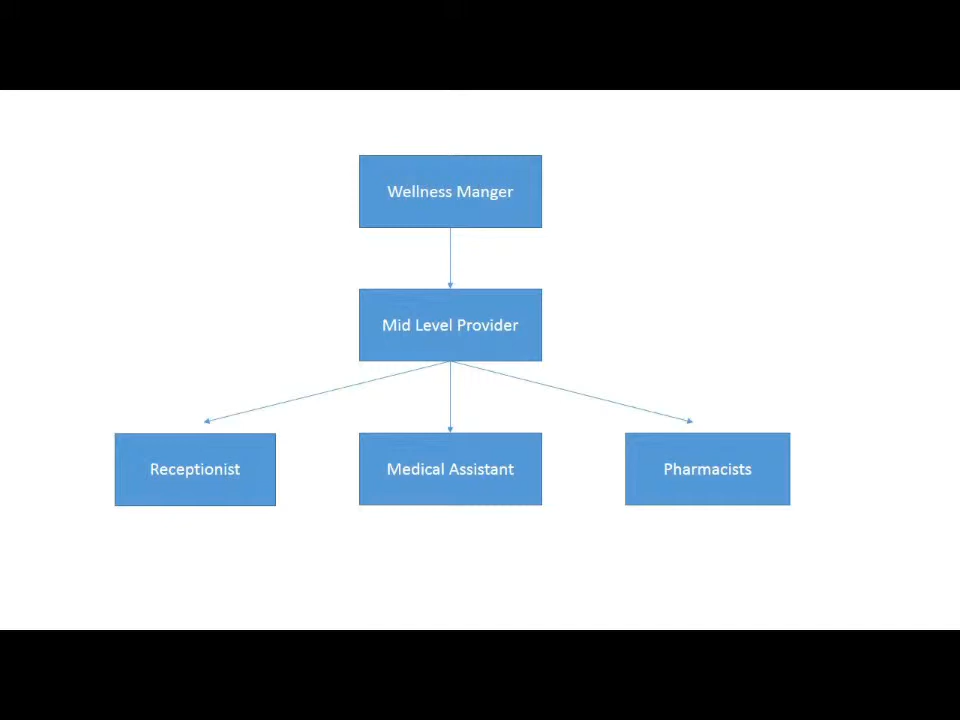 Wellness Manger
Mid Level Provider
Receptionist
Medical Assistant
Pharmacists